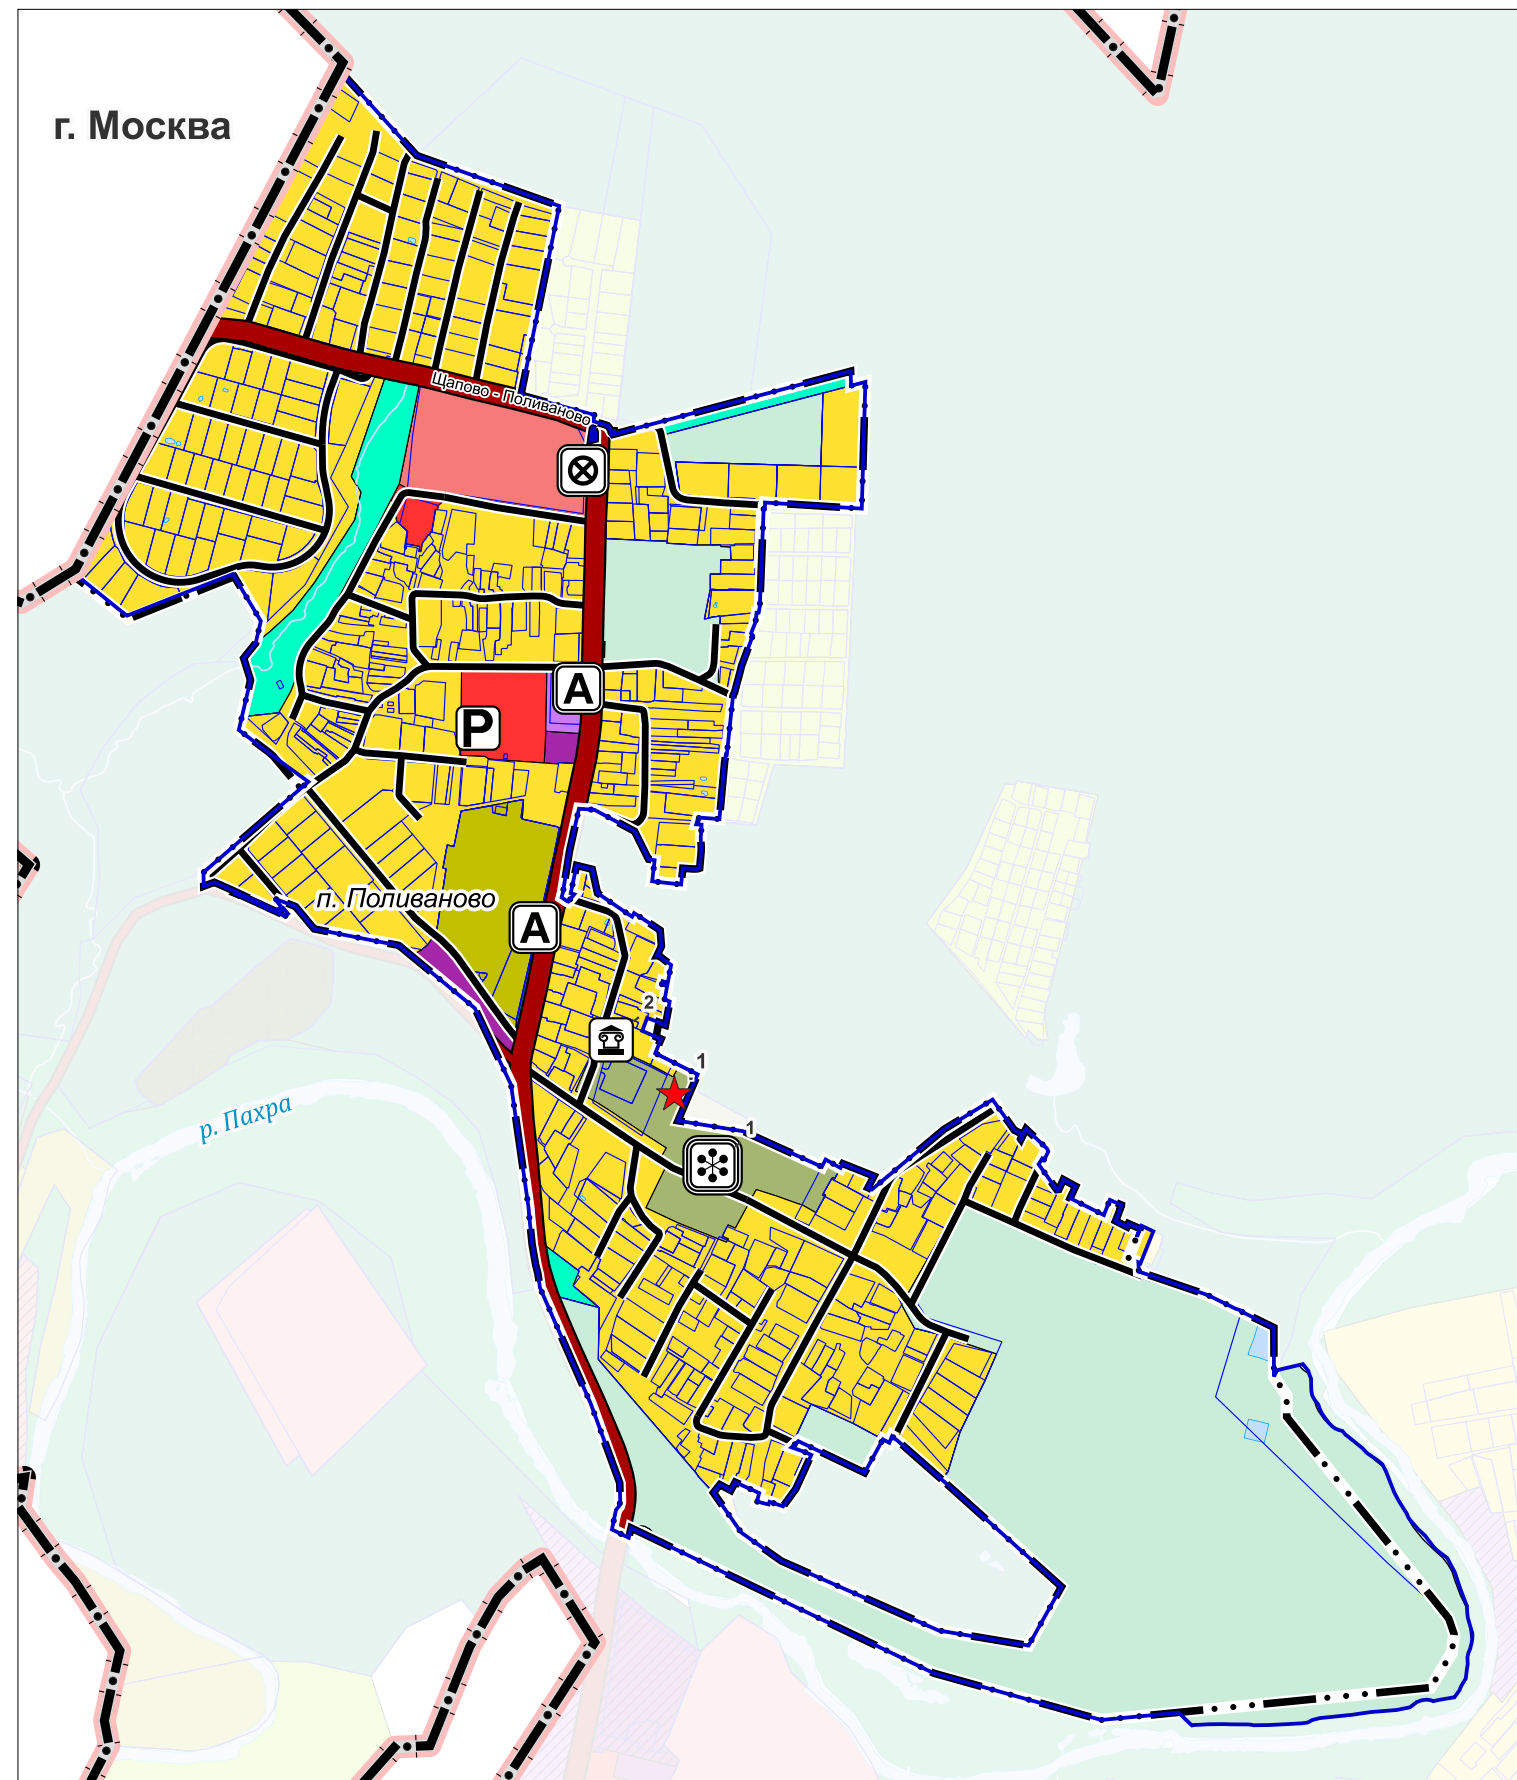 г. Москва
Щапово - Поливаново
А
Р
п. Поливаново
А
2
1
р. Пахра
1